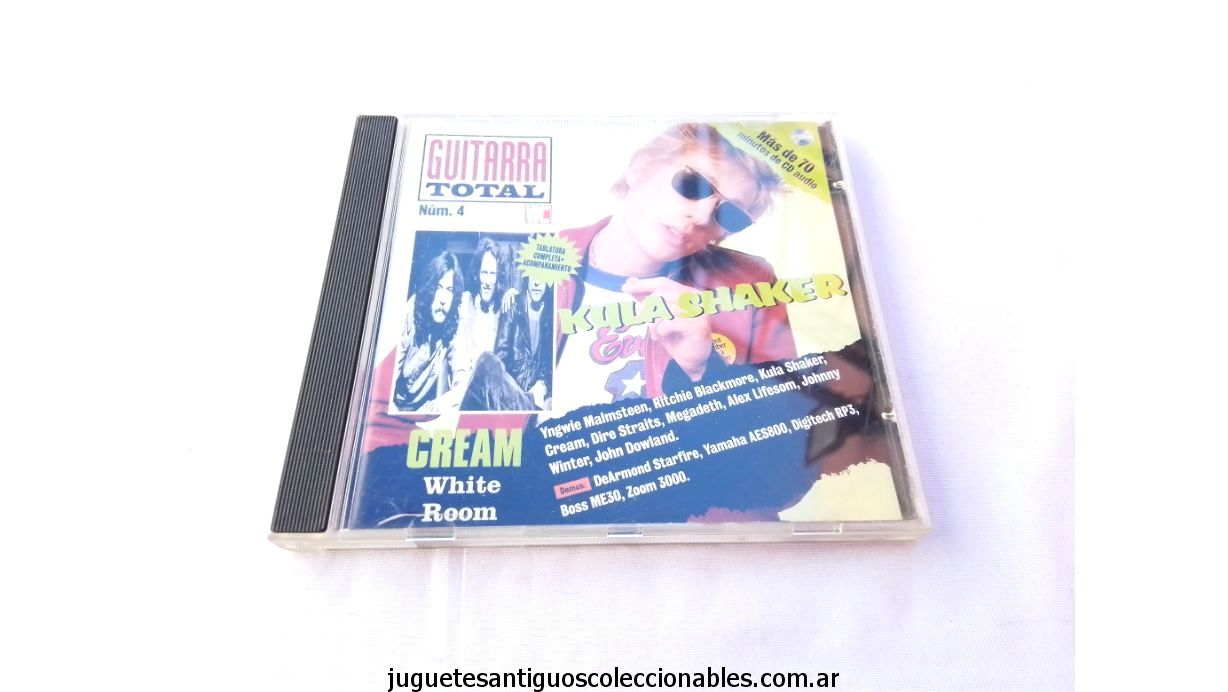 GUITARRA
TOTAL
Núm. 4
Más de 70
minutos de CD audio
TABLATURA
COMPLETA+
ACOMPAÑAMIENTO
KULA SHAKER
CREAM
White
Room
Yngwie Malmsteen, Ritchie Blackmore, Kula Shaker,
Cream, Dire Straits, Megadeth, Alex Lifesom, Johnny
Winter, John Dowland.
Demos: DeArmond Starfire, Yamaha AES800, Digitech RP3,
Boss ME30, Zoom 3000.
juguetesantiguoscoleccionables.com.ar